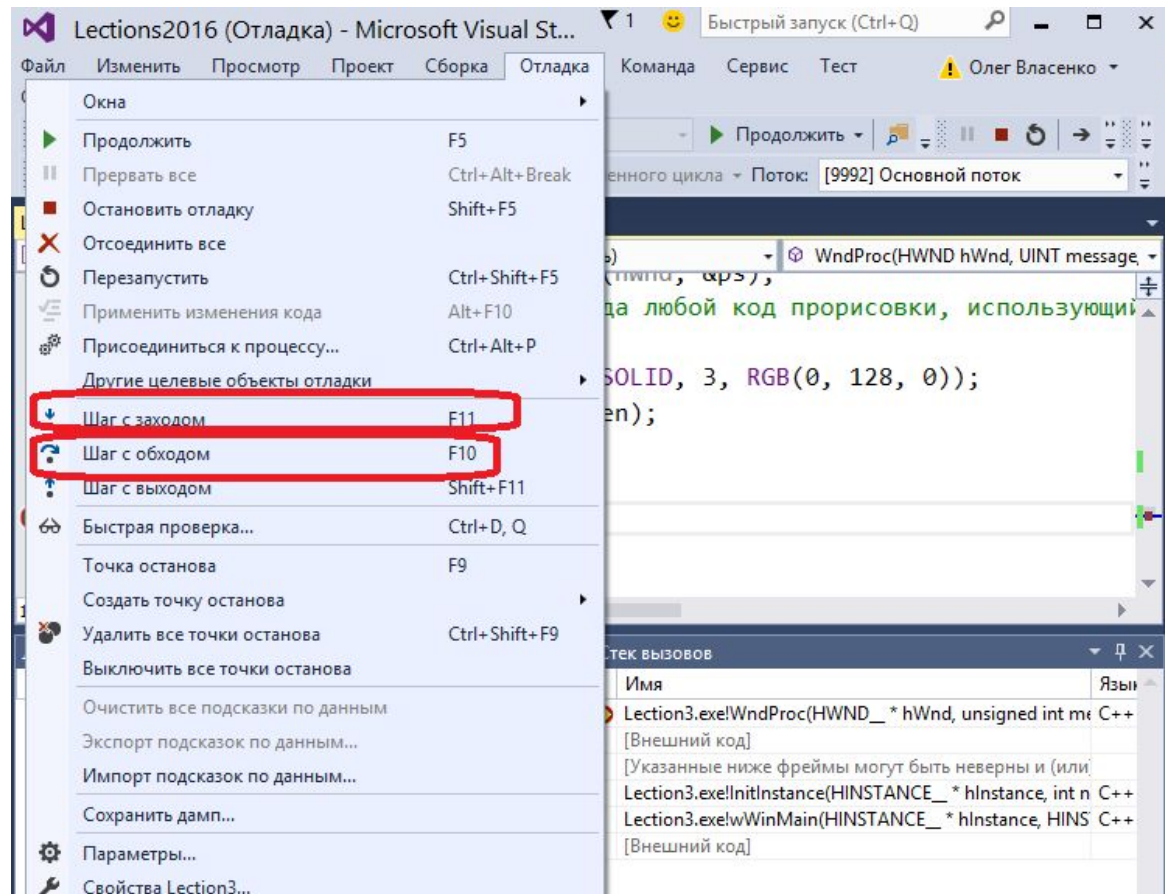 Lections2016 (Отладка) - Microsoft Visual St... 1 Быстрый запуск (Ctrl+Q)
Файл Изменить Просмотр Проект Сборка Отладка Команда Сервис Тест Олег Власенко
Окна
Продолжить F5
Прервать все Ctrl+Alt+Break
Остановить отладку Shift+F5
Отсоединить все
Перезапустить Ctrl+Shift+F5
Применить изменения кода Alt+F10
Присоединиться к процессу... Ctrl+Alt+P
Другие целевые объекты отладки
Шаг с заходом F11
Шаг с обходом F10
Шаг с выходом Shift+F11
Быстрая проверка... Ctrl+D, Q
Точка останова F9
Создать точку останова
Удалить все точки останова Ctrl+Shift+F9
Выключить все точки останова
Очистить все подсказки по данным
Экспорт подсказок по данным...
Импорт подсказок по данным...
Сохранить дамп...
Параметры...
Свойства Lection3...
Продолжить
енного цикла Поток: [9992] Основной поток
WndProc(HWND hWnd, UINT message,
(hWnd, &ps);
да любой код прорисовки, использующий
SOLID, 3, RGB(0, 128, 0));
en);
Стек вызовов
Имя Язык
Lection3.exe!WndProc(HWND__ * hWnd, unsigned int me C++
[Внешний код]
[Указанные ниже фреймы могут быть неверны и (или)
Lection3.exe!InitInstance(HINSTANCE__ * hInstance, int n C++
Lection3.exe!wWinMain(HINSTANCE__ * hInstance, HINS C++
[Внешний код]